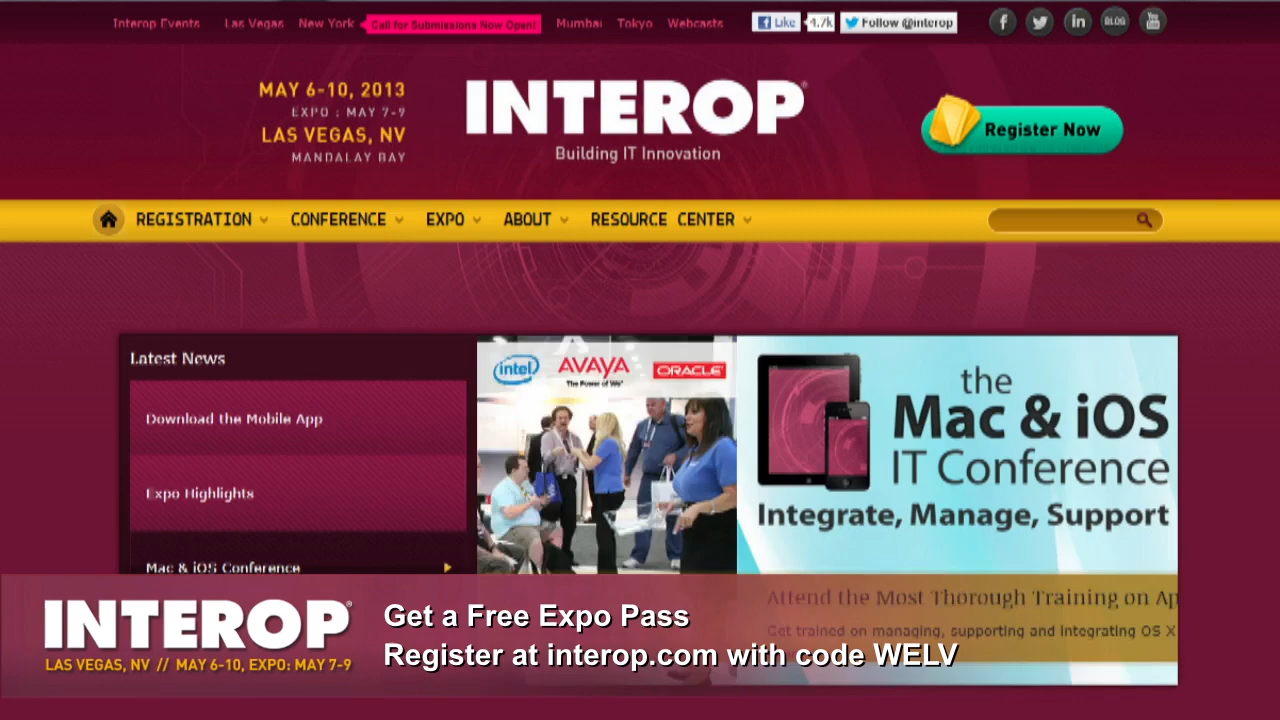 Interop Events Las Vegas New York Call for Submissions Now Open! Mumbai Tokyo Webcasts Like 4.7k Follow @interop BLOG You
MAY 6-10, 2013
EXPO : MAY 7-9
LAS VEGAS, NV
MANDALAY BAY
INTEROP®
Building IT Innovation
Register Now
REGISTRATION CONFERENCE EXPO ABOUT RESOURCE CENTER
Latest News
Download the Mobile App
Expo Highlights
Mac & iOS Conference
intel AVAYA ORACLE
The Power of We
the
Mac & iOS
IT Conference
Integrate, Manage, Support
Attend the Most Thorough Training on Ap
Get trained on managing, supporting and integrating OS X
INTEROP®
LAS VEGAS, NV // MAY 6-10, EXPO: MAY 7-9
Get a Free Expo Pass
Register at interop.com with code WELV